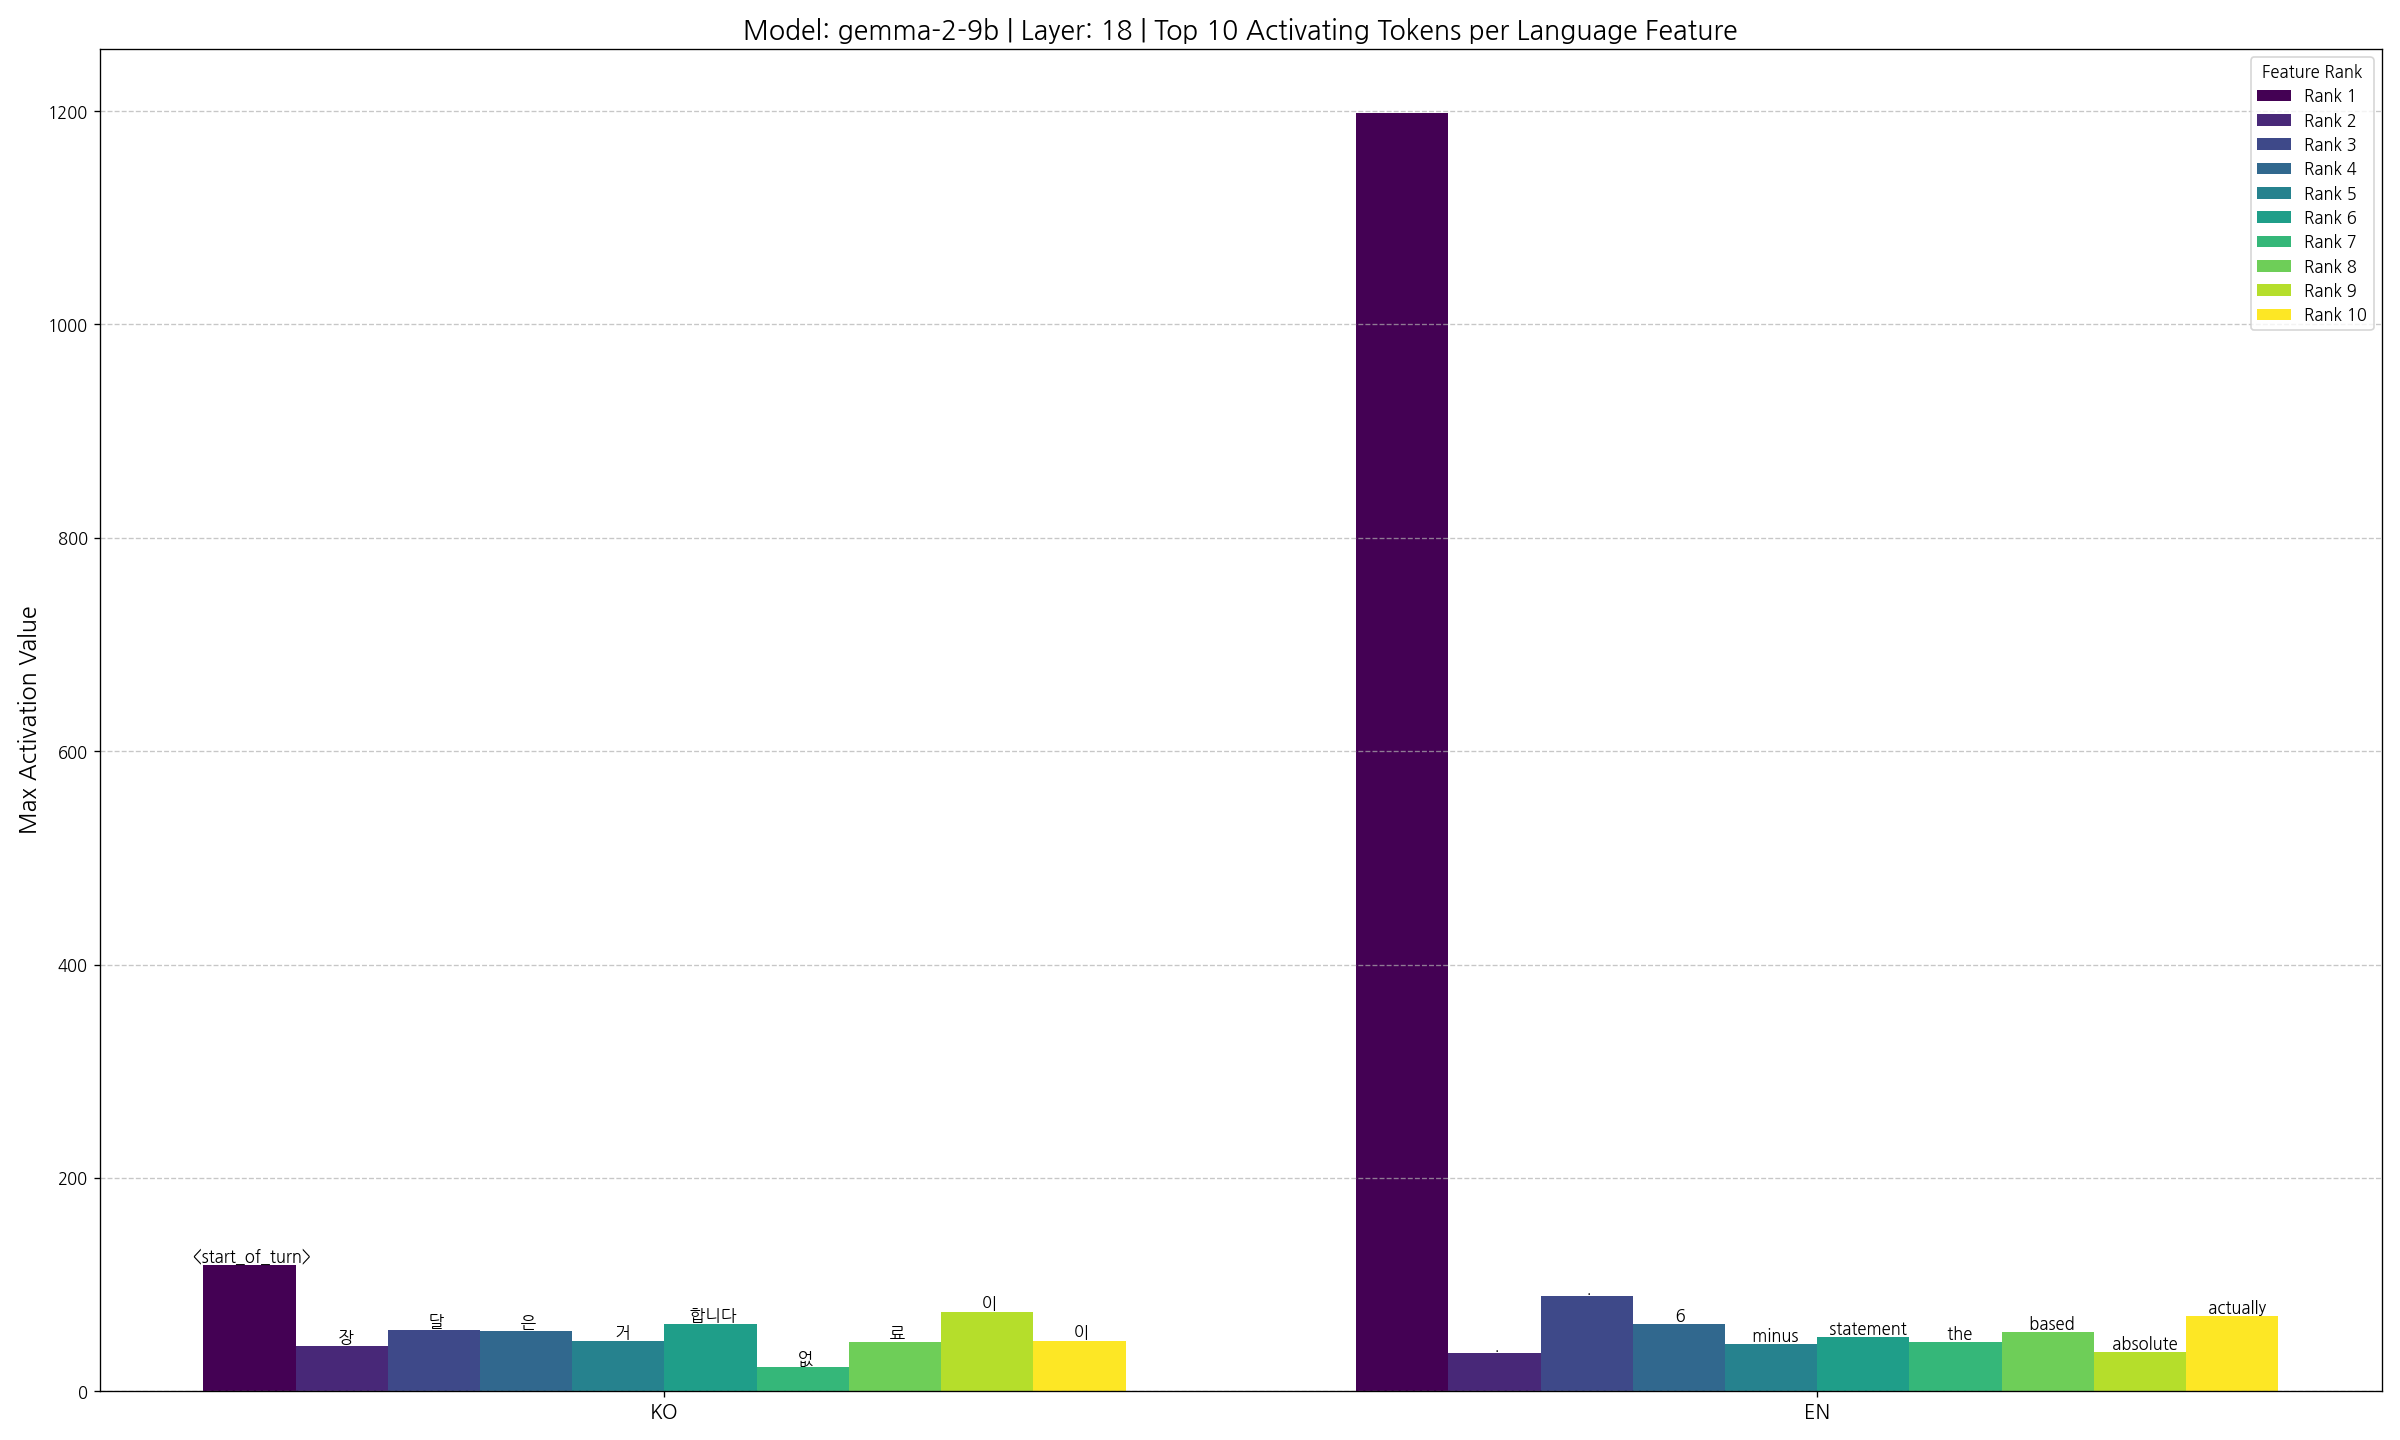 Model: gemma-2-9b | Layer: 18 | Top 10 Activating Tokens per Language Feature
Max Activation Value
1200
1000
800
600
400
200
0
Feature Rank
Rank 1
Rank 2
Rank 3
Rank 4
Rank 5
Rank 6
Rank 7
Rank 8
Rank 9
Rank 10
<start_of_turn>
장
달
은
거
합니다
없
료
이
이
.
.
6
minus
statement
the
based
absolute
actually
KO
EN